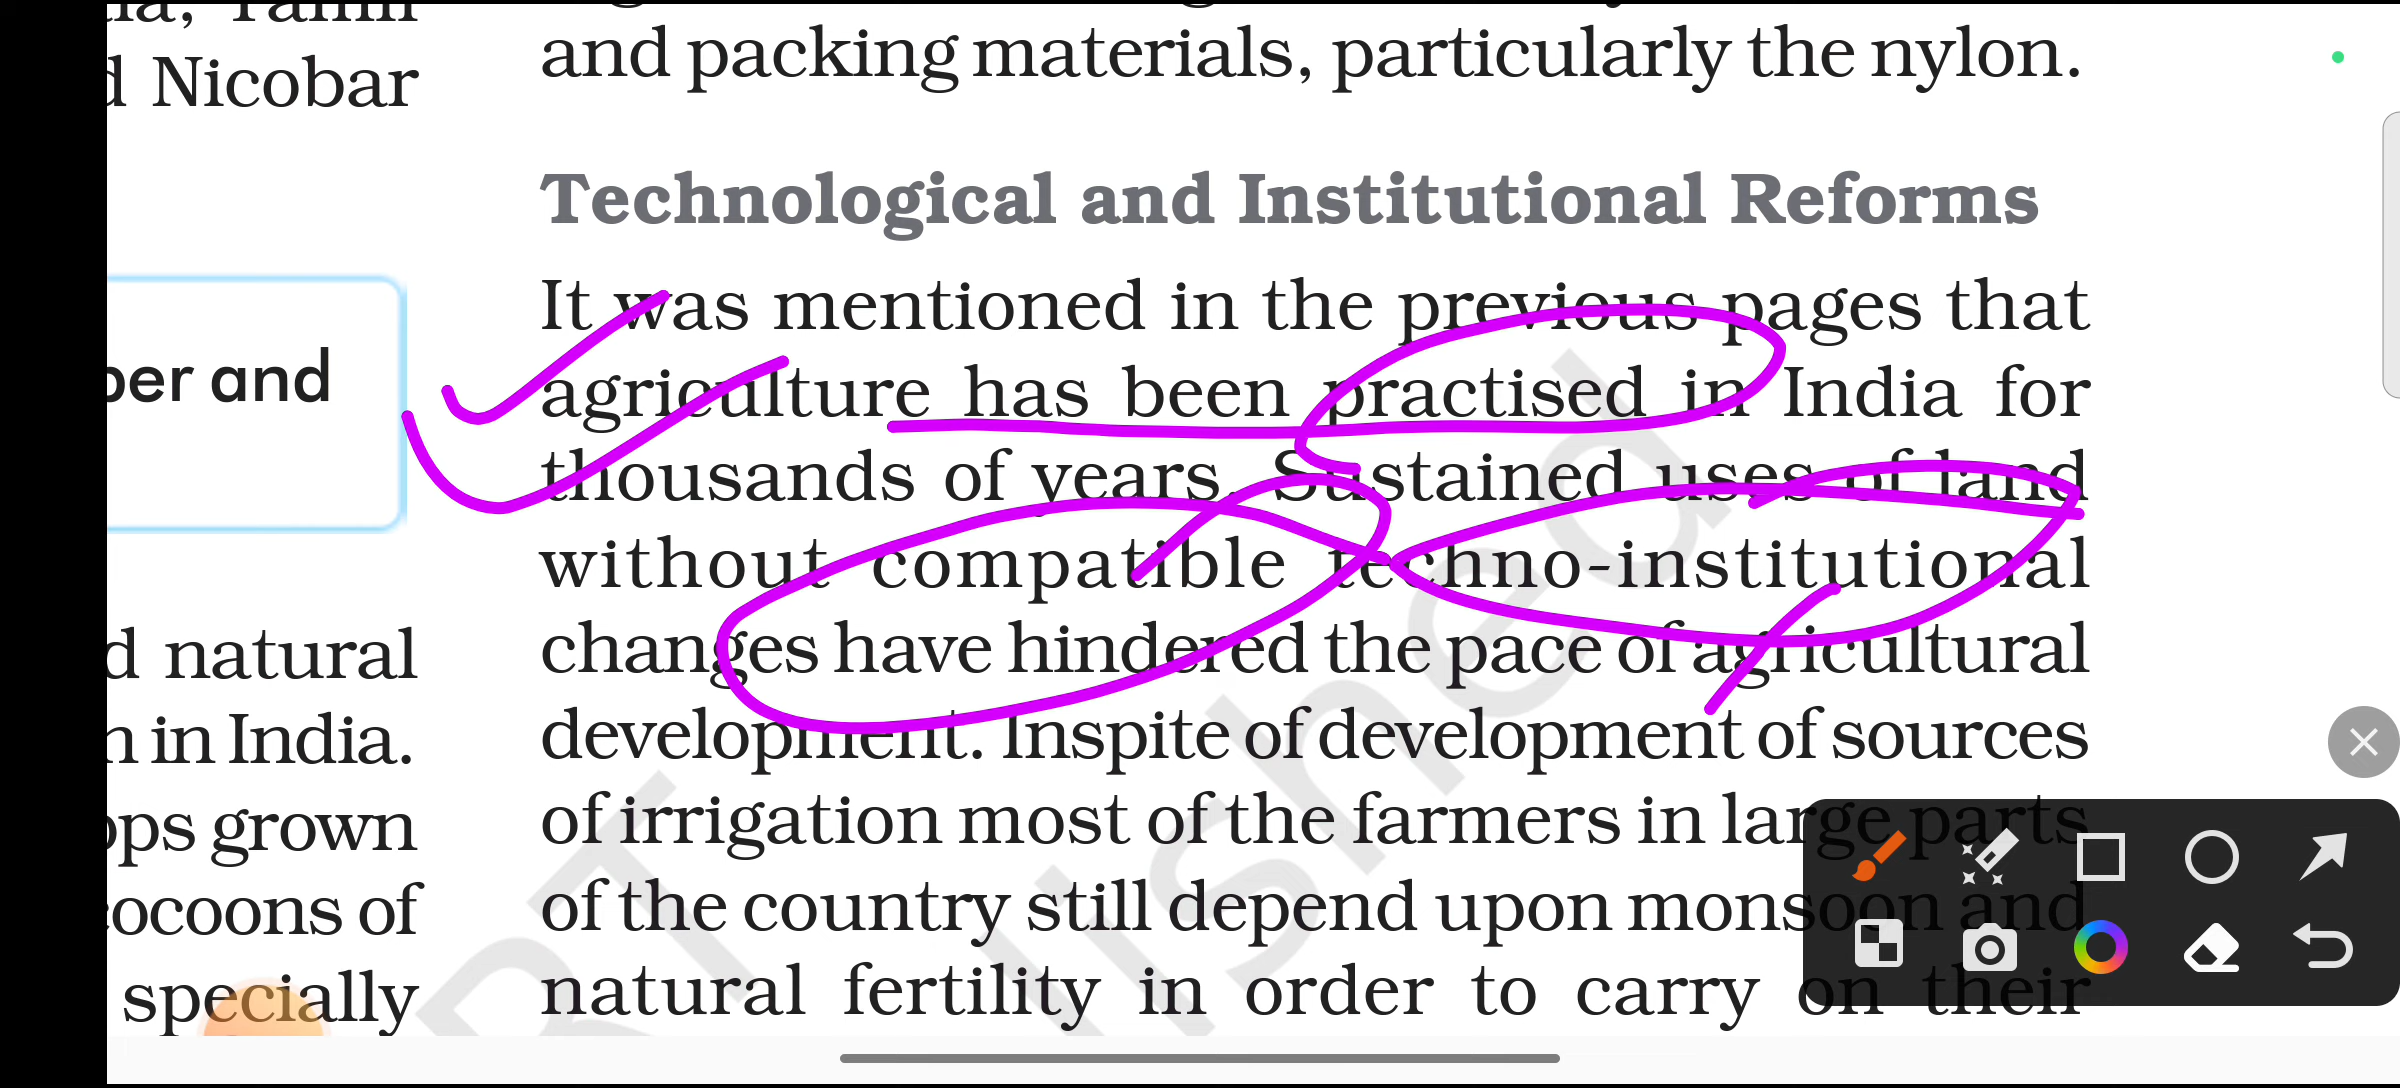 d Nicobar
ber and
d natural
n in India.
ops grown
cocoons of
specially
and packing materials, particularly the nylon.
Technological and Institutional Reforms
It was mentioned in the previous pages that
agriculture has been practised in India for
thousands of years. Sustained uses of land
without compatible techno-institutional
changes have hindered the pace of agricultural
development. Inspite of development of sources
of irrigation most of the farmers in large parts
of the country still depend upon monsoon and
natural fertility in order to carry on their